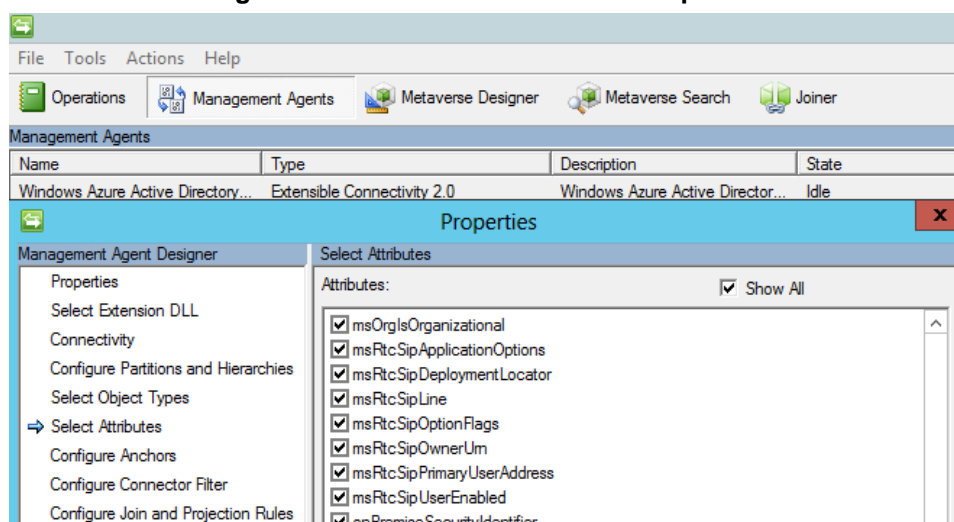 File Tools Actions Help
Operations Management Agents Metaverse Designer Metaverse Search Joiner
Management Agents
Name Type Description State
Windows Azure Active Directory... Extensible Connectivity 2.0 Windows Azure Active Director... Idle
Properties x
Management Agent Designer Select Attributes
Properties
Select Extension DLL
Connectivity
Configure Partitions and Hierarchies
Select Object Types
Select Attributes
Configure Anchors
Configure Connector Filter
Configure Join and Projection Rules
Attributes: Show All
msOrgIsOrganizational
msRtcSipApplicationOptions
msRtcSipDeploymentLocator
msRtcSipLine
msRtcSipOptionFlags
msRtcSipOwnerUrn
msRtcSipPrimaryUserAddress
msRtcSipUserEnabled
onPremiseSecurityIdentifier